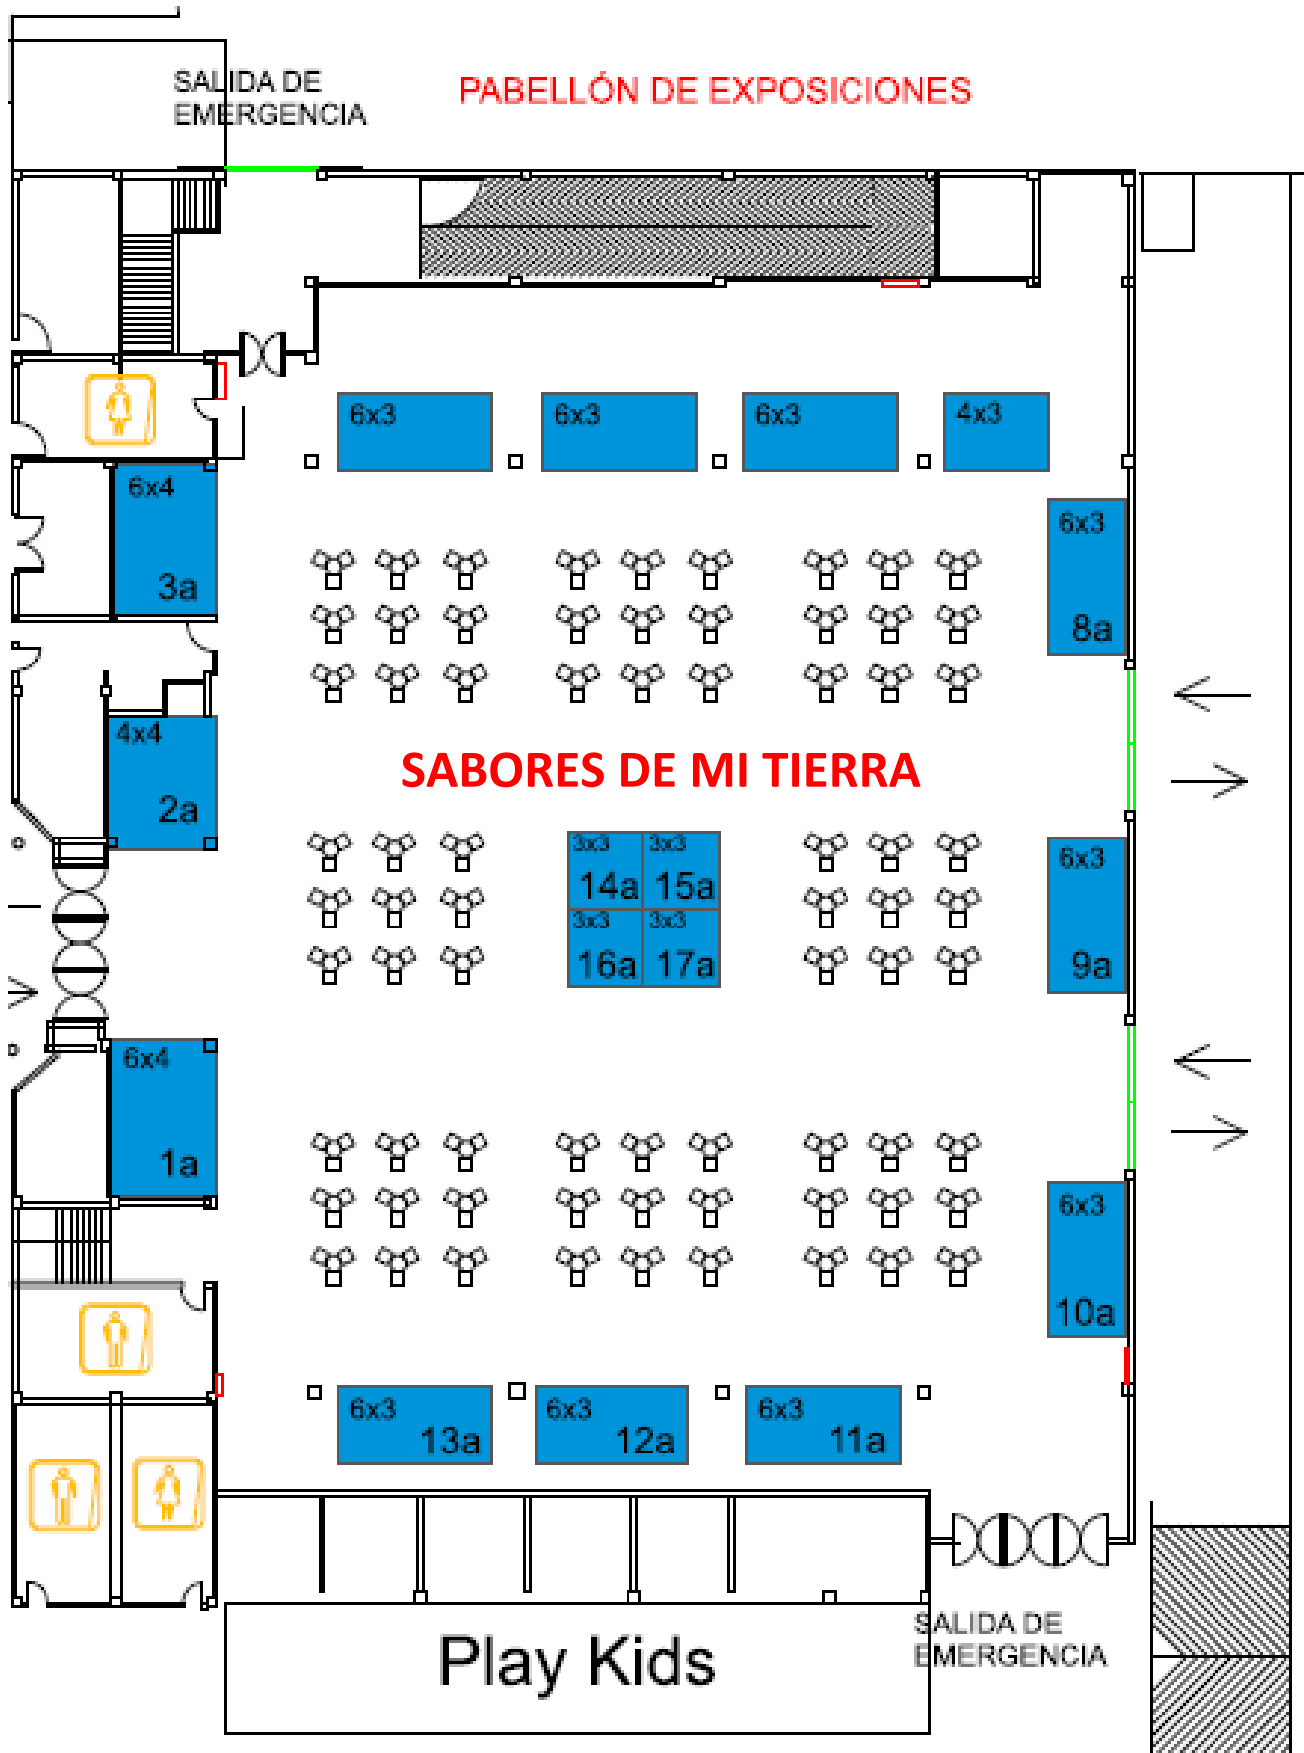 SALIDA DE
EMERGENCIA
PABELLÓN DE EXPOSICIONES
6x3
6x3
6x3
4x3
6x4
3a
6x3
8a
4x4
2a
SABORES DE MI TIERRA
3x3
14a
3x3
15a
3x3
16a
3x3
17a
6x3
9a
6x4
1a
6x3
10a
6x3
13a
6x3
12a
6x3
11a
SALIDA DE
EMERGENCIA
Play Kids